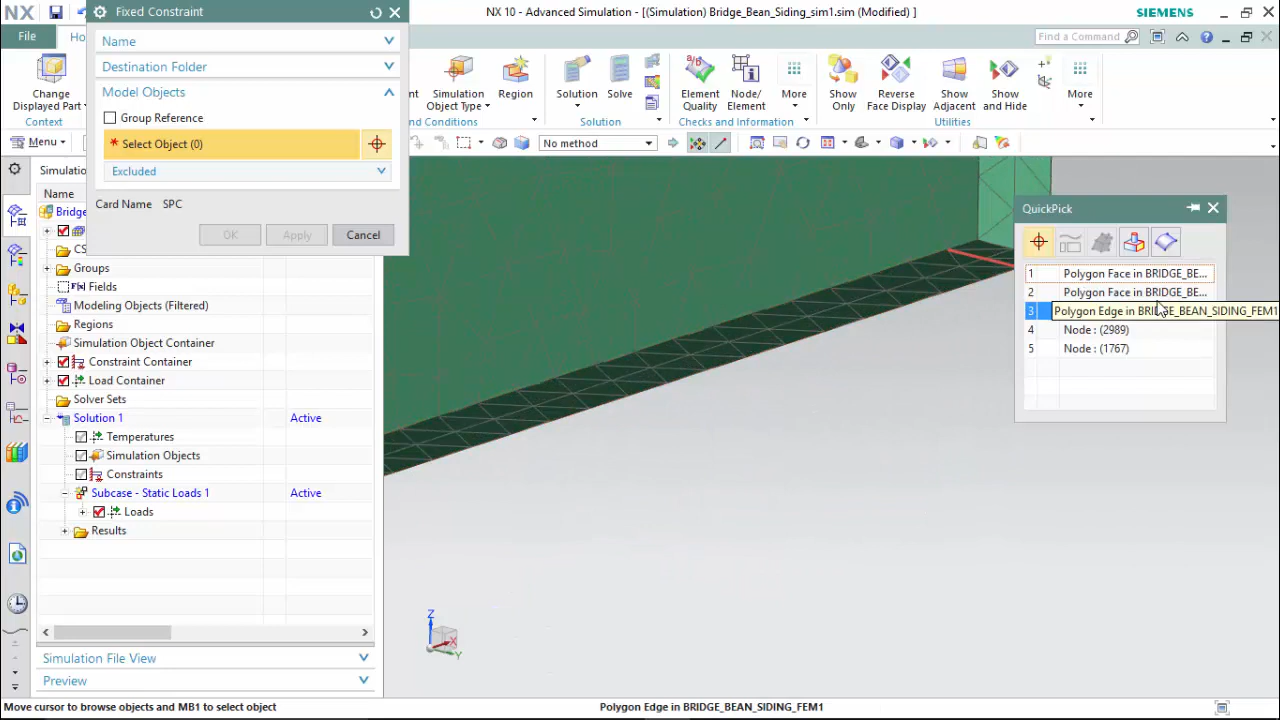 NX
Fixed Constraint
NX 10 - Advanced Simulation - [(Simulation) Bridge_Bean_Siding_sim1.sim (Modified) ]
SIEMENS
File
Find a Command
Name
Destination Folder
Model Objects
Group Reference
* Select Object (0)
Excluded
Card Name SPC
OK
Apply
Cancel
Change
Displayed Part
Context
Simulation
Object Type
Region
Solution
Solve
Element
Quality
Node/
Element
More
Show
Only
Reverse
Face Display
Show
Adjacent
Show
and Hide
More
Solution
Checks and Information
Utilities
Menu
No method
Name
CS
Groups
Fields
Modeling Objects (Filtered)
Regions
Simulation Object Container
Constraint Container
Load Container
Solver Sets
Solution 1 Active
Temperatures
Simulation Objects
Constraints
Subcase - Static Loads 1 Active
Loads
Results
Simulation File View
Preview
QuickPick
1 Polygon Face in BRIDGE_BE...
2 Polygon Face in BRIDGE_BE...
3 Polygon Edge in BRIDGE_BEAN_SIDING_FEM1
4 Node : (2989)
5 Node : (1767)
Z
X
Y
Move cursor to browse objects and MB1 to select object
Polygon Edge in BRIDGE_BEAN_SIDING_FEM1